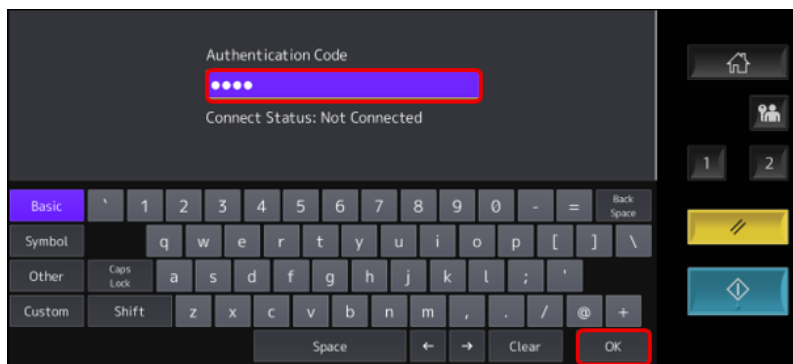 Authentication Code
••••
Connect Status: Not Connected
1 2
Basic ` 1 2 3 4 5 6 7 8 9 0 - = Back Space
Symbol q w e r t y u i o p [ ] \
Other Caps Lock a s d f g h j k l ; '
Custom Shift z x c v b n m , . / @ +
Space ← → Clear OK